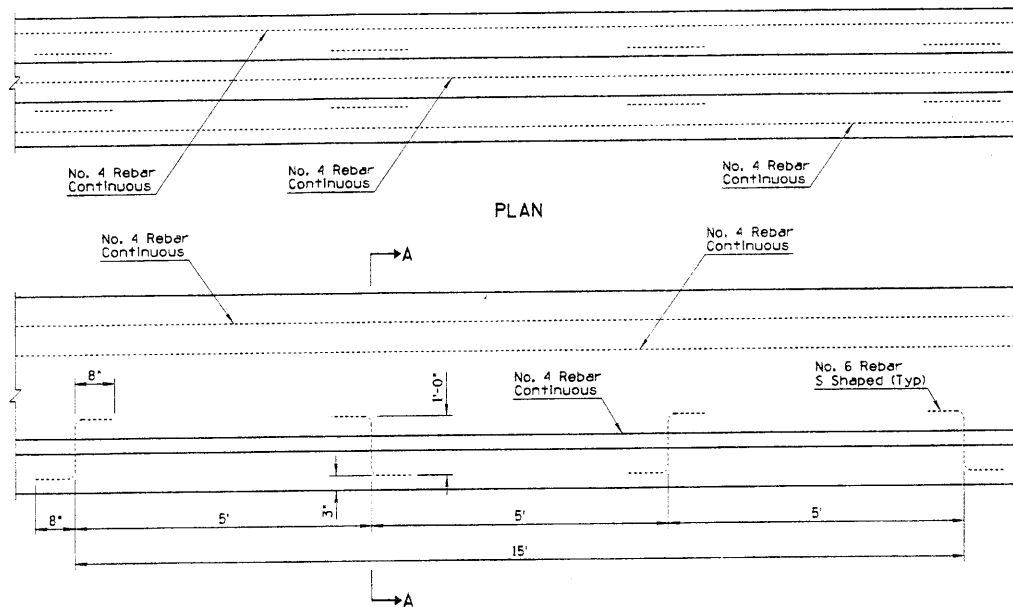 No. 4 Rebar
Continuous
No. 4 Rebar
Continuous
No. 4 Rebar
Continuous
PLAN
No. 4 Rebar
Continuous
A
No. 4 Rebar
Continuous
8"
1'-0"
No. 4 Rebar
Continuous
No. 6 Rebar
S Shaped (Typ)
8"
3"
5'
5'
5'
15'
A